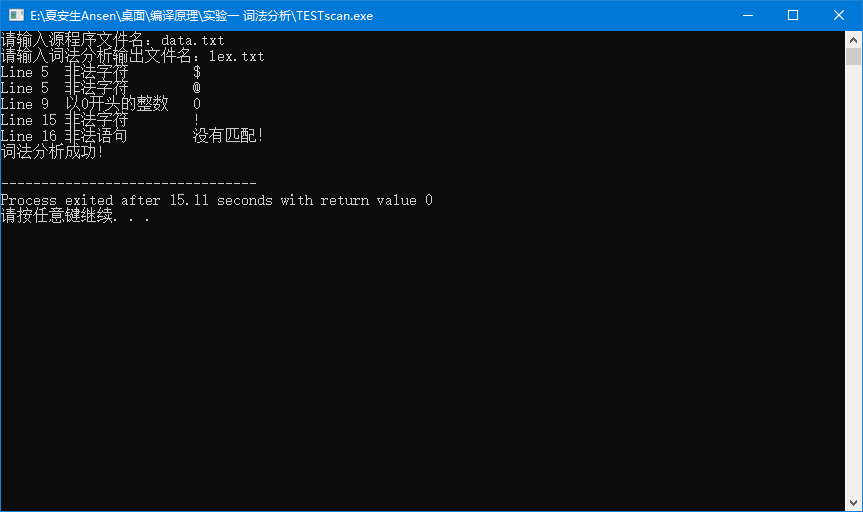 E:\夏安生Ansen\桌面\编译原理\实验一 词法分析\TESTscan.exe
请输入源程序文件名：data.txt
请输入词法分析输出文件名：lex.txt
Line 5  非法字符        $
Line 5  非法字符        @
Line 9  以0开头的整数   0
Line 15 非法字符        !
Line 16 非法语句        没有匹配!
词法分析成功!
--------------------------------
Process exited after 15.11 seconds with return value 0
请按任意键继续. . .